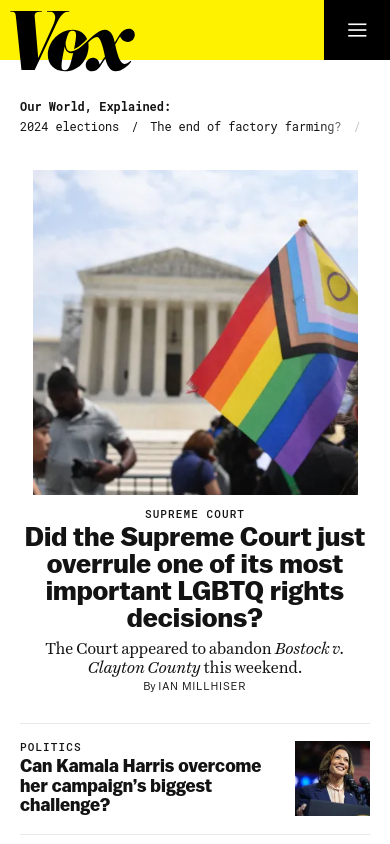 Vox
Our World, Explained:
2024 elections / The end of factory farming? /
SUPREME COURT
Did the Supreme Court just
overrule one of its most
important LGBTQ rights
decisions?
The Court appeared to abandon Bostock v.
Clayton County this weekend.
By IAN MILLHISER
POLITICS
Can Kamala Harris overcome
her campaign’s biggest
challenge?